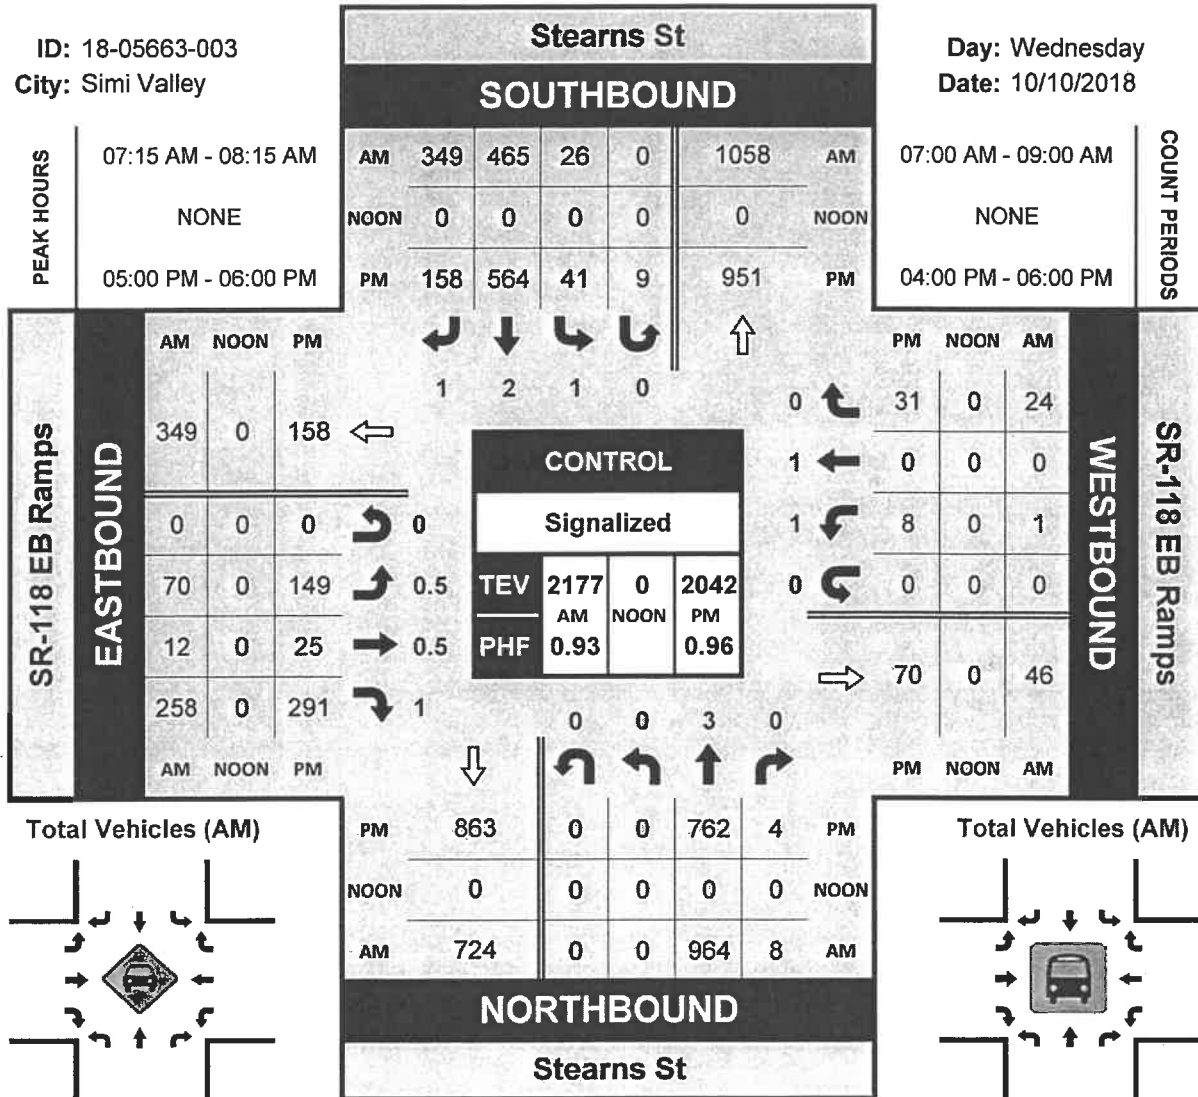 ID: 18-05663-003
City: Simi Valley
Stearns St
SOUTHBOUND
Day: Wednesday
Date: 10/10/2018
PEAK HOURS
07:15 AM - 08:15 AM
NONE
05:00 PM - 06:00 PM
AM 349 465 26 0 1058 AM
NOON 0 0 0 0 0 NOON
PM 158 564 41 9 951 PM
1 2 1 0
07:00 AM - 09:00 AM
NONE
04:00 PM - 06:00 PM
COUNT PERIODS
SR-118 EB Ramps
EASTBOUND
AM NOON PM
349 0 158
0 0 0 0
70 0 149 0.5
12 0 25 0.5
258 0 291 1
AM NOON PM
CONTROL
Signalized
TEV 2177 0 2042
AM NOON PM
PHF 0.93 0.96
PM NOON AM
0 31 0 24
1 0 0 0
1 8 0 1
0 0 0 0
70 0 46
PM NOON AM
WESTBOUND
SR-118 EB Ramps
0 0 3 0
PM 863 0 0 762 4 PM
NOON 0 0 0 0 0 NOON
AM 724 0 0 964 8 AM
NORTHBOUND
Stearns St
Total Vehicles (AM)
Total Vehicles (AM)